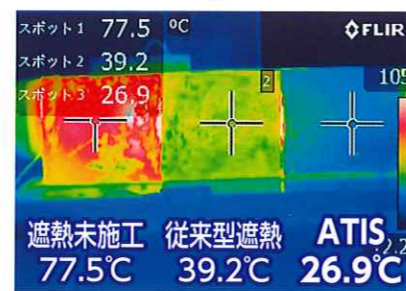 スポット1 77.5 ℃ FLIR
スポット2 39.2
スポット3 26.9
2
105
遮熱未施工 従来型遮熱 ATIS
77.5℃ 39.2℃ 26.9℃